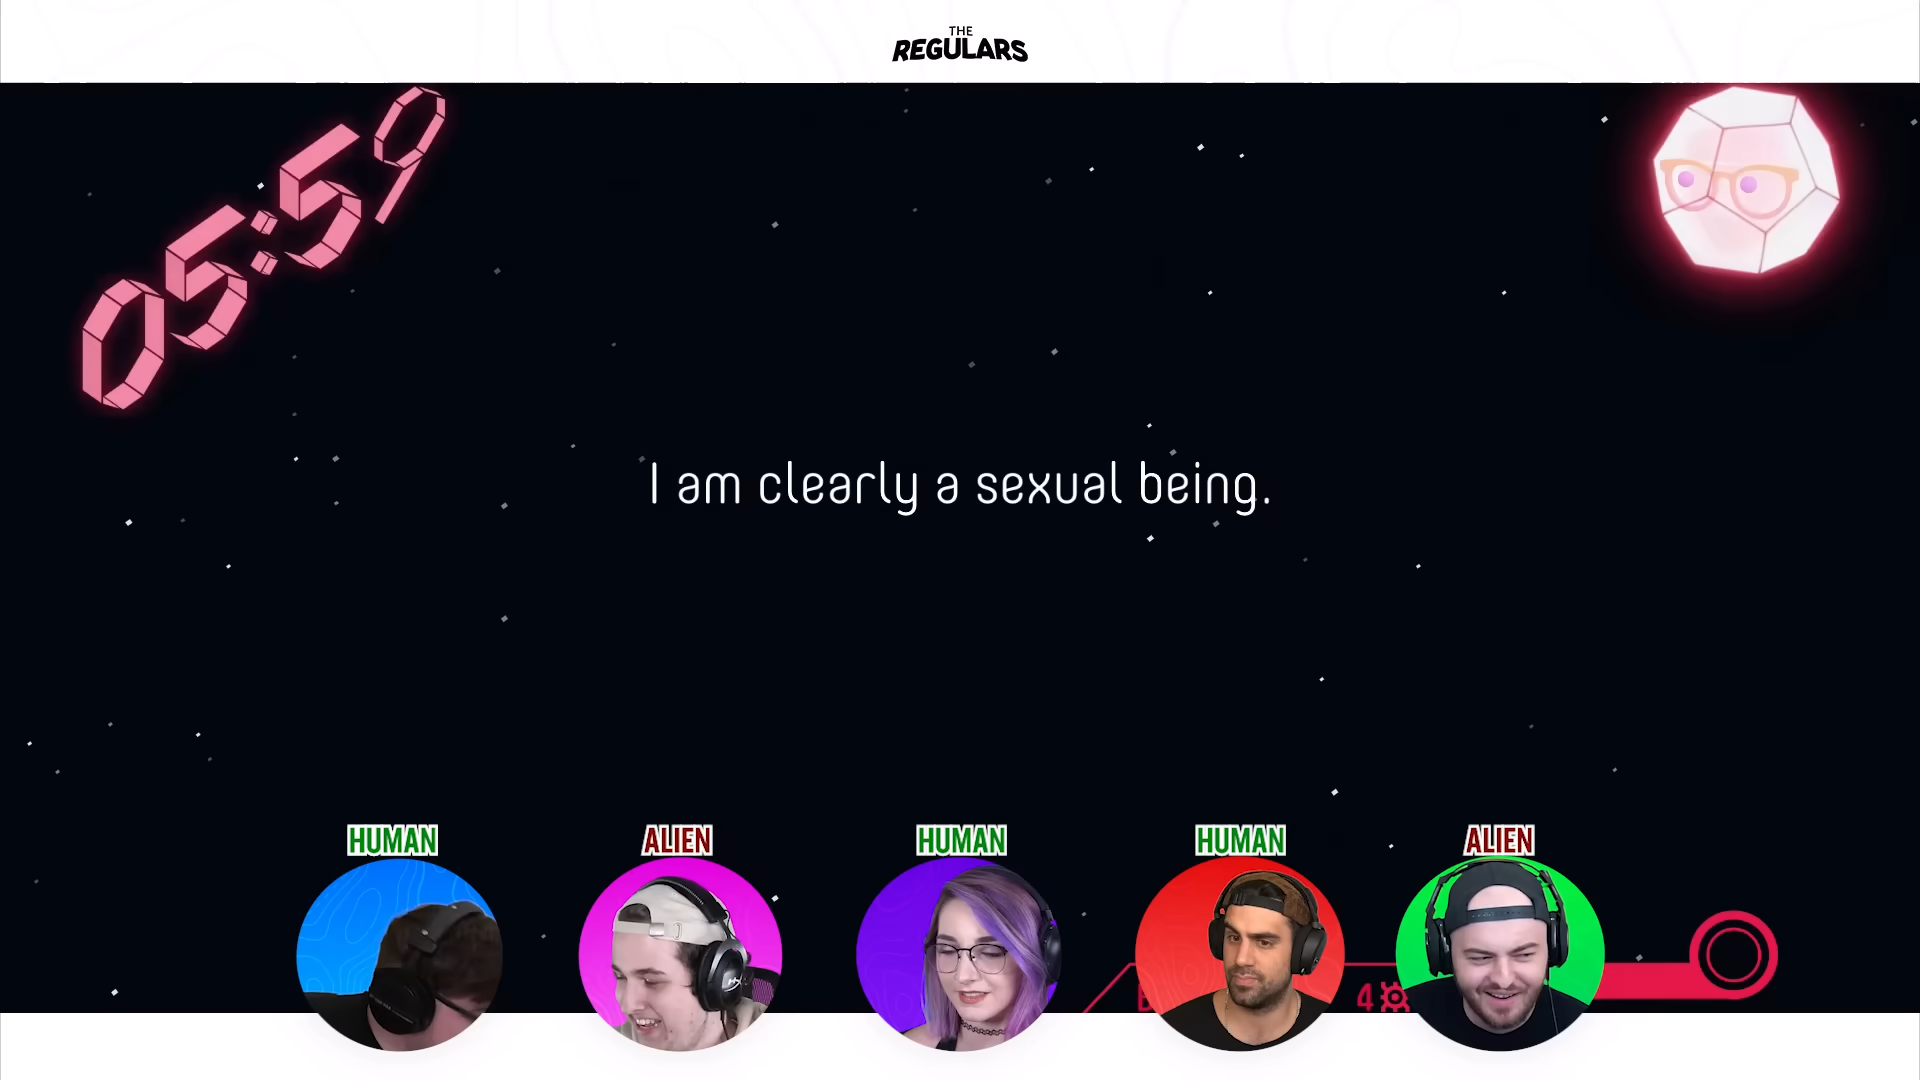 THE
REGULARS
05:59
I am clearly a sexual being.
HUMAN
ALIEN
HUMAN
HUMAN
ALIEN
4